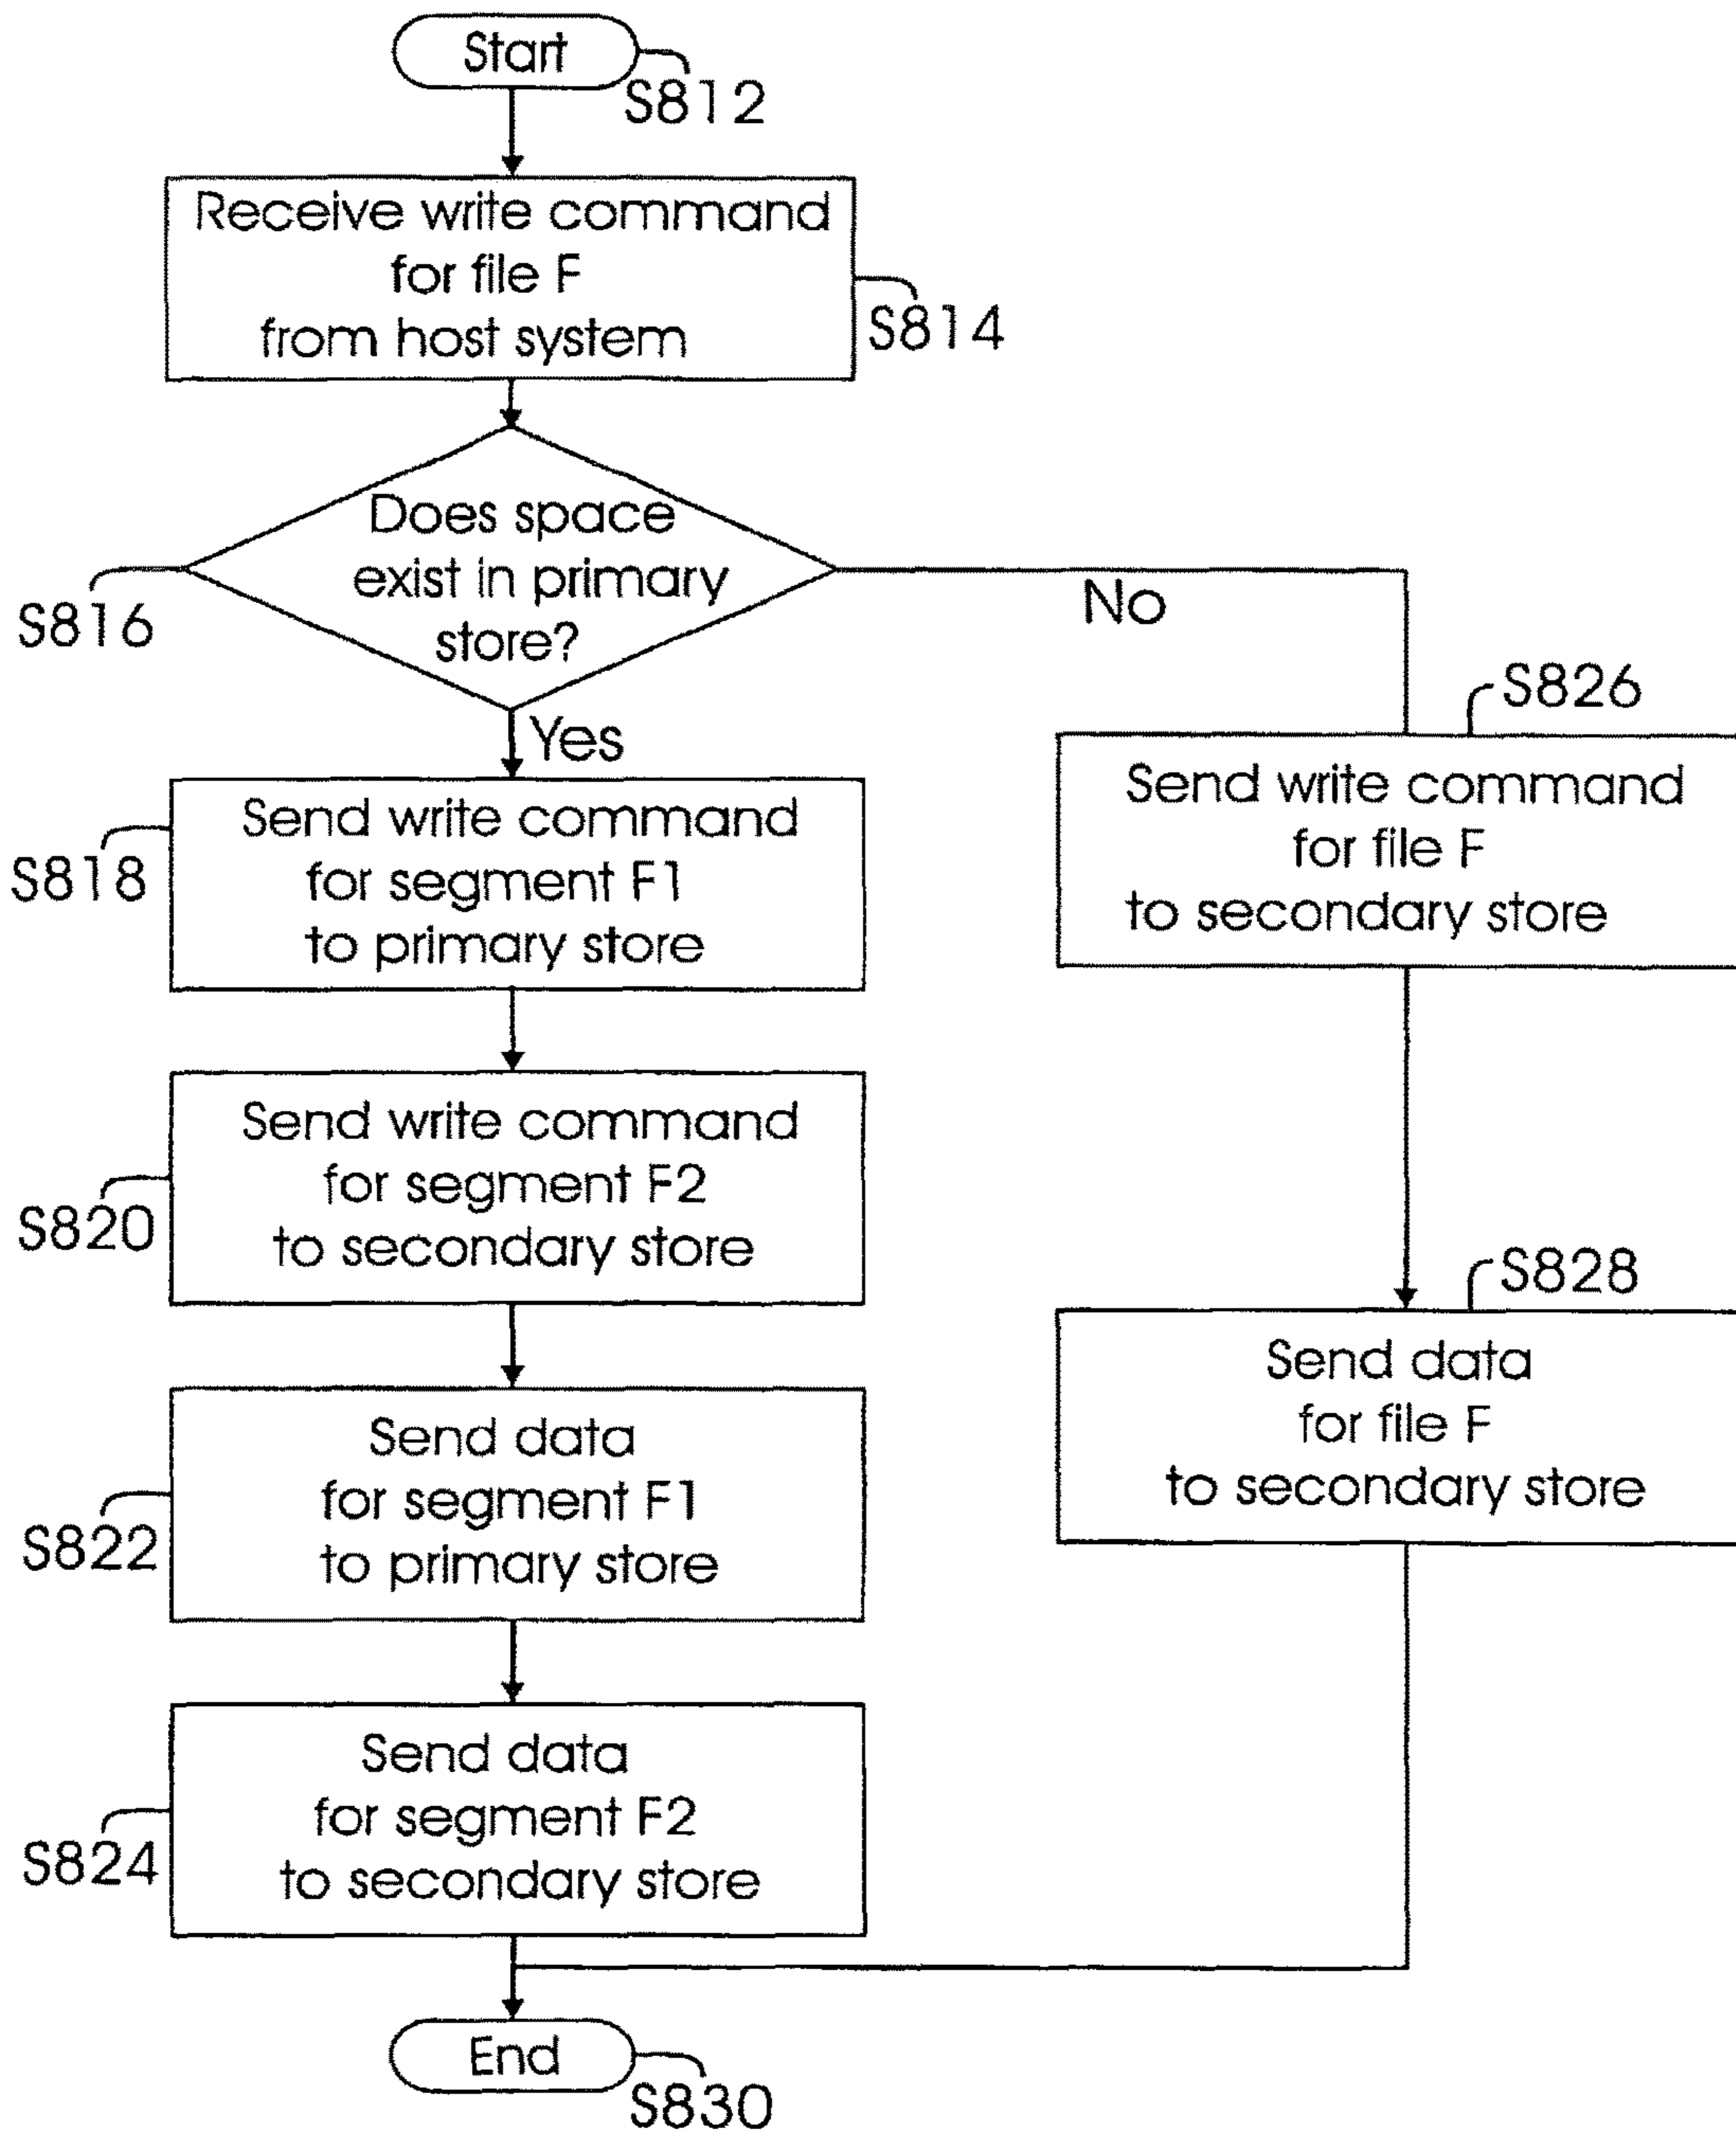 Start
S812
Receive write command
for file F
from host system
S814
Does space
exist in primary
store?
S816
No
Yes
S826
Send write command
for file F
to secondary store
Send write command
for segment F1
to primary store
S818
Send write command
for segment F2
to secondary store
S820
S828
Send data
for file F
to secondary store
Send data
for segment F1
to primary store
S822
Send data
for segment F2
to secondary store
S824
End
S830